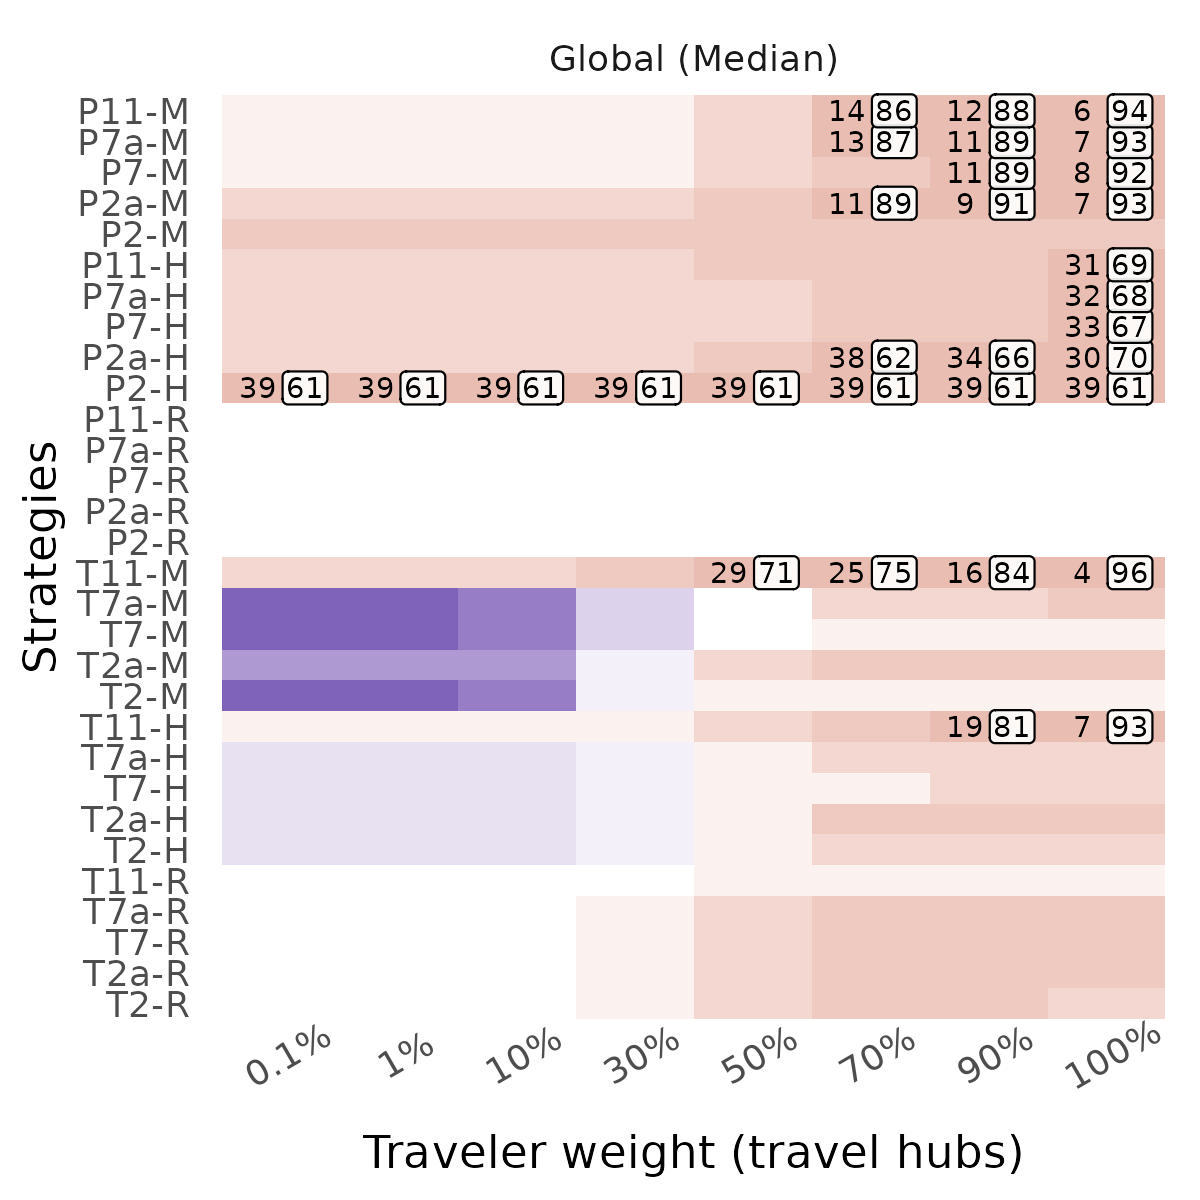 Global (Median)
P11-M 14 86 12 88 6 94
P7a-M 13 87 11 89 7 93
P7-M 11 89 8 92
P2a-M 11 89 9 91 7 93
P2-M
P11-H 31 69
P7a-H 32 68
P7-H 33 67
P2a-H 38 62 34 66 30 70
P2-H 39 61 39 61 39 61 39 61 39 61 39 61 39 61 39 61
P11-R
P7a-R
P7-R
P2a-R
P2-R
T11-M 29 71 25 75 16 84 4 96
T7a-M
T7-M
T2a-M
T2-M
T11-H 19 81 7 93
T7a-H
T7-H
T2a-H
T2-H
T11-R
T7a-R
T7-R
T2a-R
T2-R
Strategies
0.1% 1% 10% 30% 50% 70% 90% 100%
Traveler weight (travel hubs)